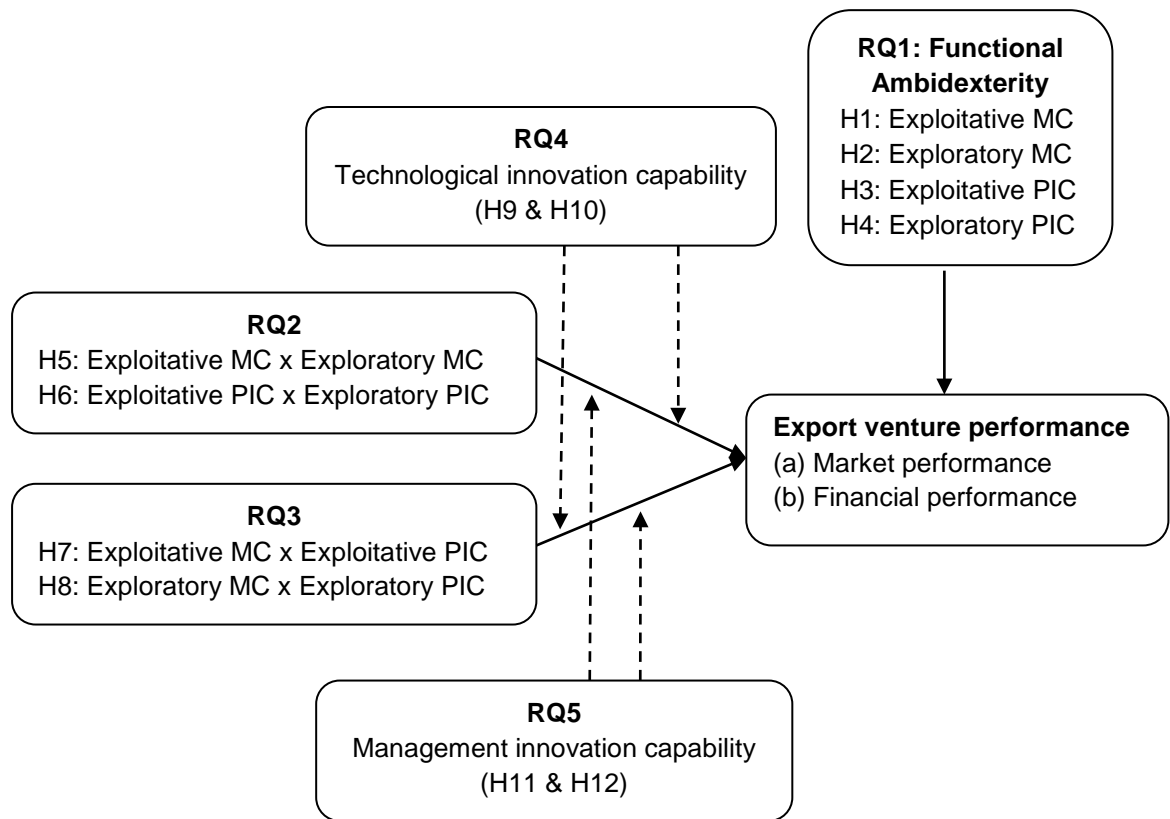 RQ1: Functional
Ambidexterity
H1: Exploitative MC
H2: Exploratory MC
H3: Exploitative PIC
H4: Exploratory PIC
RQ4
Technological innovation capability
(H9 & H10)
RQ2
H5: Exploitative MC x Exploratory MC
H6: Exploitative PIC x Exploratory PIC
Export venture performance
(a) Market performance
(b) Financial performance
RQ3
H7: Exploitative MC x Exploitative PIC
H8: Exploratory MC x Exploratory PIC
RQ5
Management innovation capability
(H11 & H12)